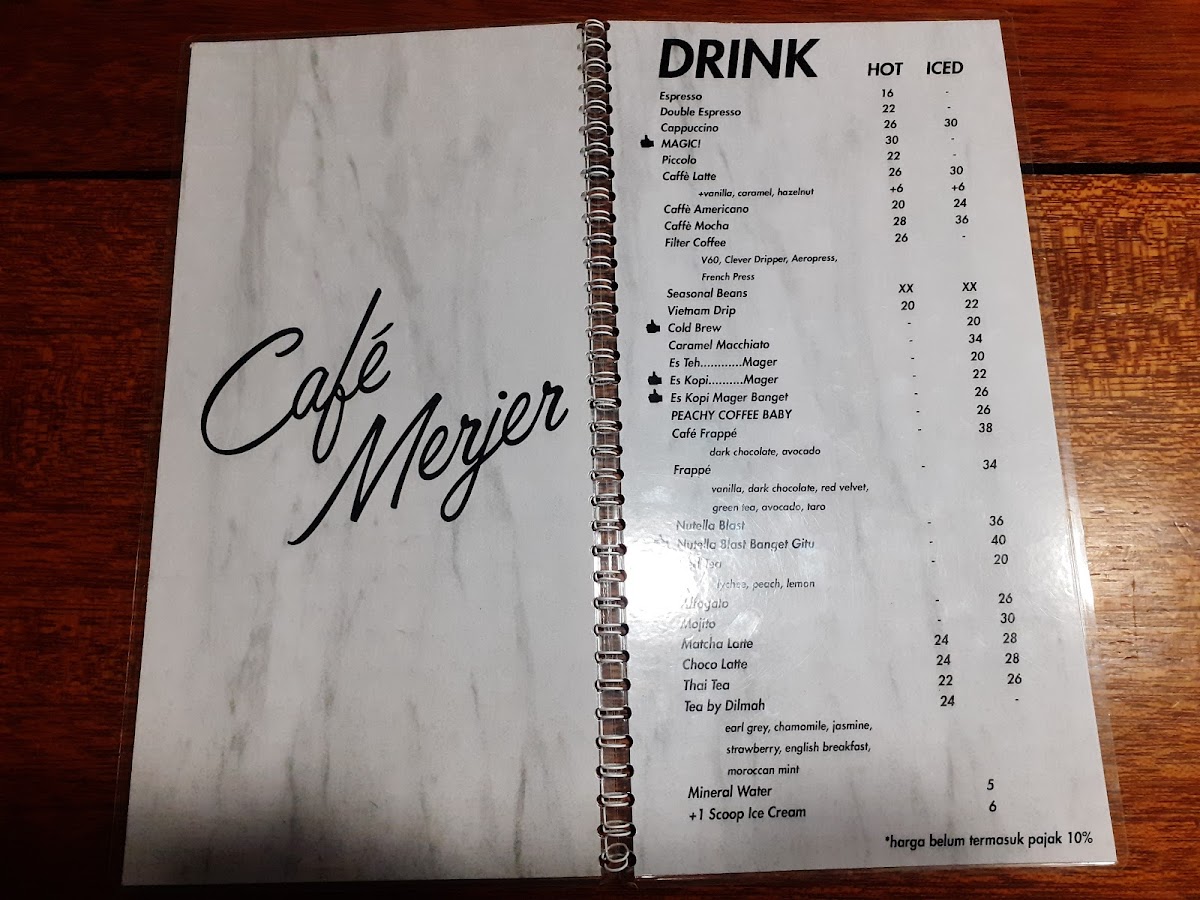 Café
Merjer
DRINK HOT ICED
Espresso 16 -
Double Espresso 22 -
Cappuccino 26 30
MAGIC! 30 -
Piccolo 22 -
Caffè Latte 26 30
+vanilla, caramel, hazelnut +6 +6
Caffè Americano 20 24
Caffè Mocha 28 36
Filter Coffee 26 -
V60, Clever Dripper, Aeropress,
French Press
Seasonal Beans XX XX
Vietnam Drip 20 22
Cold Brew - 20
Caramel Macchiato - 34
Es Teh............Mager - 20
Es Kopi..........Mager - 22
Es Kopi Mager Banget - 26
PEACHY COFFEE BABY - 26
Café Frappé - 38
dark chocolate, avocado
Frappé - 34
vanilla, dark chocolate, red velvet,
green tea, avocado, taro
Nutella Blast - 36
Nutella Blast Banget Gitu - 40
Tea - 20
lychee, peach, lemon
Affogato - 26
Mojito - 30
Matcha Latte 24 28
Choco Latte 24 28
Thai Tea 22 26
Tea by Dilmah 24 -
earl grey, chamomile, jasmine,
strawberry, english breakfast,
moroccan mint
Mineral Water 5
+1 Scoop Ice Cream 6
*harga belum termasuk pajak 10%